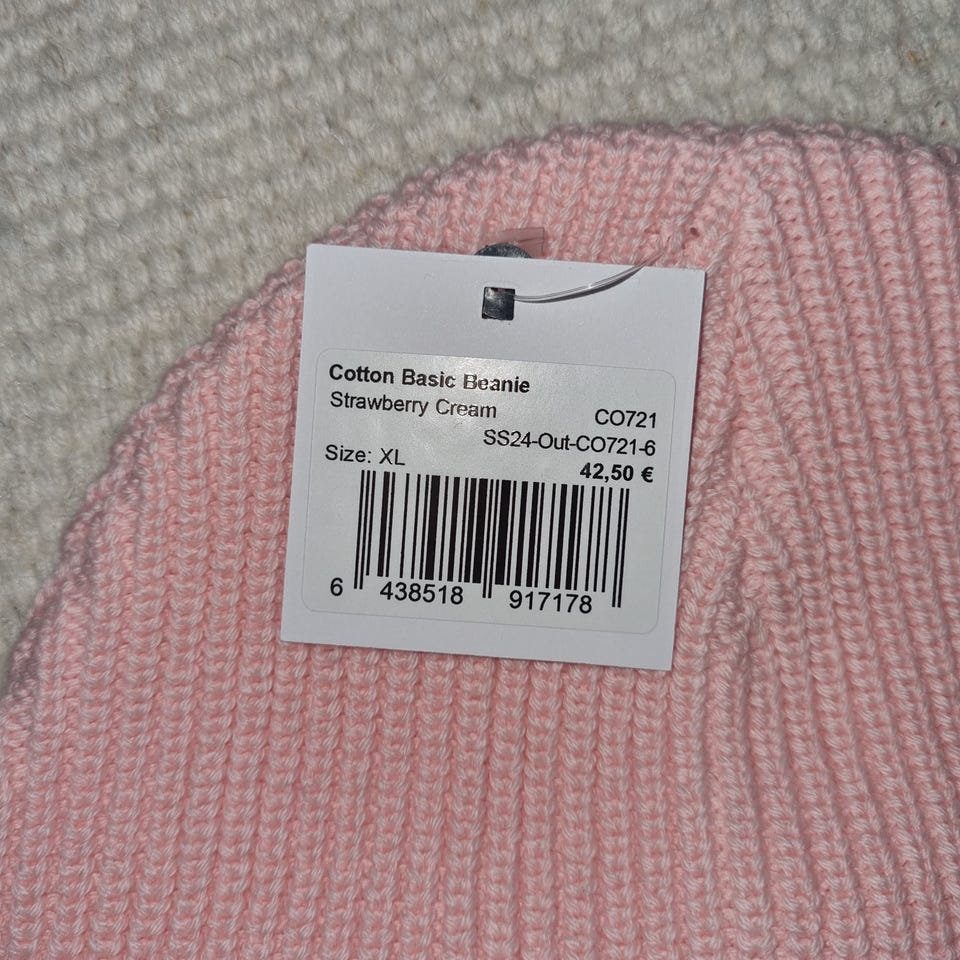 Cotton Basic Beanie
Strawberry Cream
CO721
SS24-Out-CO721-6
Size: XL
42,50 €
6 438518 917178